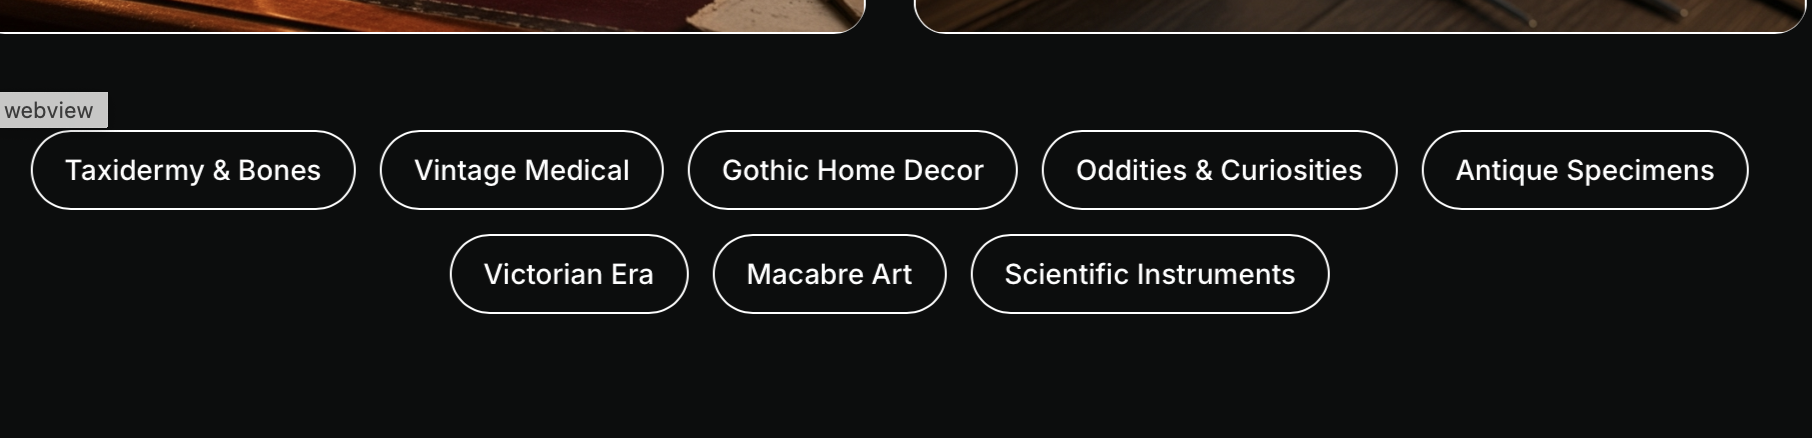 webview
Taxidermy & Bones Vintage Medical Gothic Home Decor Oddities & Curiosities Antique Specimens
Victorian Era Macabre Art Scientific Instruments